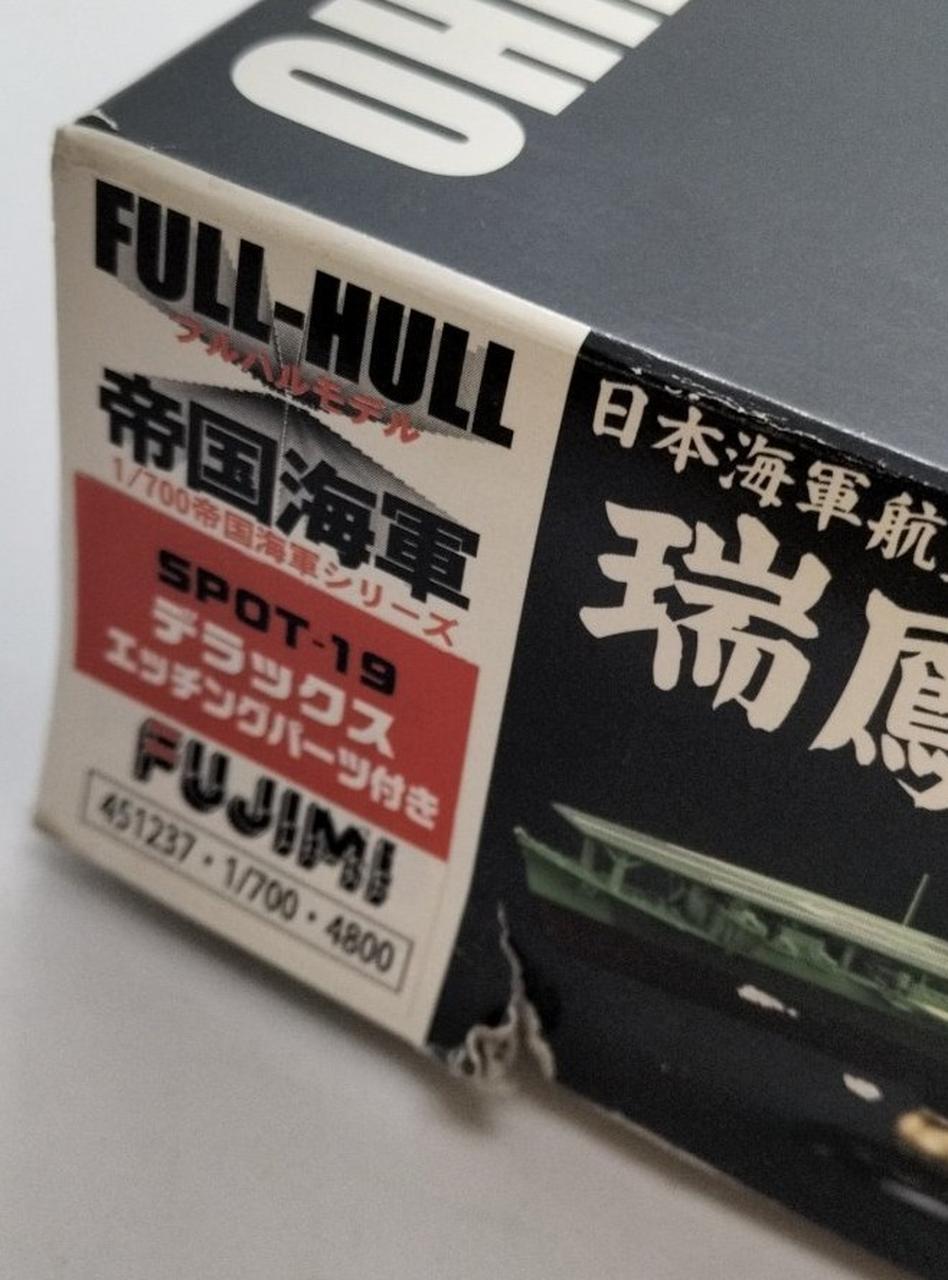 HO
FULL-HULL
フルハルモデル
帝国海軍
1/700帝国海軍シリーズ
SPOT-19
デラックス
エッチングパーツ付き
FUJIMI
451237・1/700・4800
日本海軍航
瑞鳳